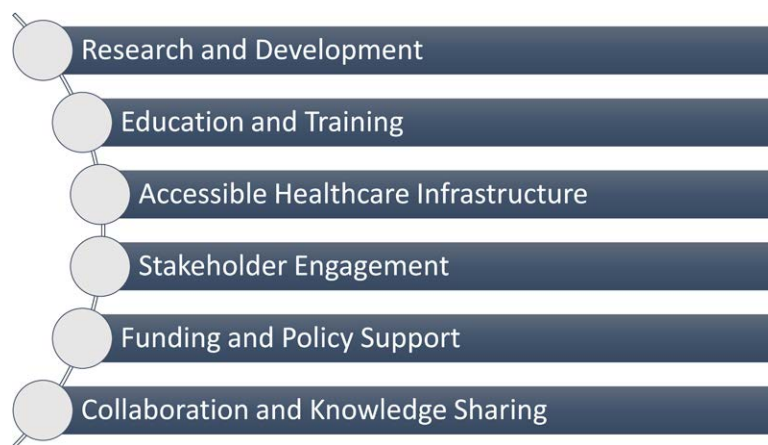 Research and Development
Education and Training
Accessible Healthcare Infrastructure
Stakeholder Engagement
Funding and Policy Support
Collaboration and Knowledge Sharing